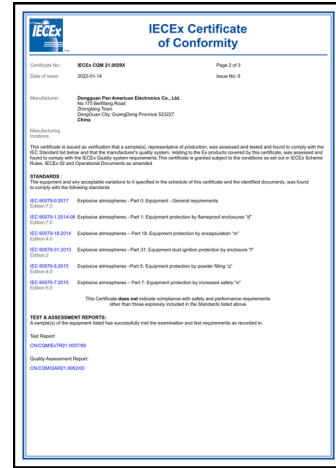 IECEx
TM
IECEx Certificate
of Conformity
Certificate No.: IECEx CQM 21.0029X Page 2 of 3
Date of issue: 2022-01-14 Issue No: 0
Manufacturer: Dongguan Pan American Electronics Co., Ltd.
No.175 BeiWang Road
Zhongtang Town
DongGuan City, GuangDong Province 523227
China
Manufacturing
locations:
This certificate is issued as verification that a sample(s), representative of production, was assessed and tested and found to comply with the
IEC Standard list below and that the manufacturer's quality system, relating to the Ex products covered by this certificate, was assessed and
found to comply with the IECEx Quality system requirements.This certificate is granted subject to the conditions as set out in IECEx Scheme
Rules, IECEx 02 and Operational Documents as amended
STANDARDS :
The equipment and any acceptable variations to it specified in the schedule of this certificate and the identified documents, was found
to comply with the following standards
IEC 60079-0:2017 Explosive atmospheres - Part 0: Equipment - General requirements
Edition:7.0
IEC 60079-1:2014-06 Explosive atmospheres - Part 1: Equipment protection by flameproof enclosures "d"
Edition:7.0
IEC 60079-18:2014 Explosive atmospheres – Part 18: Equipment protection by encapsulation "m"
Edition:4.0
IEC 60079-31:2013 Explosive atmospheres – Part 31: Equipment dust ignition protection by enclosure "t"
Edition:2
IEC 60079-5:2015 Explosive atmospheres –Part 5: Equipment protection by powder filling "q"
Edition:4.0
IEC 60079-7:2015 Explosive atmospheres – Part 7: Equipment protection by increased safety "e"
Edition:5.0
This Certificate does not indicate compliance with safety and performance requirements
other than those expressly included in the Standards listed above.
TEST & ASSESSMENT REPORTS:
A sample(s) of the equipment listed has successfully met the examination and test requirements as recorded in:
Test Report:
CN/CQM/ExTR21.0027/00
Quality Assessment Report:
CN/CQM/QAR21.0062/00